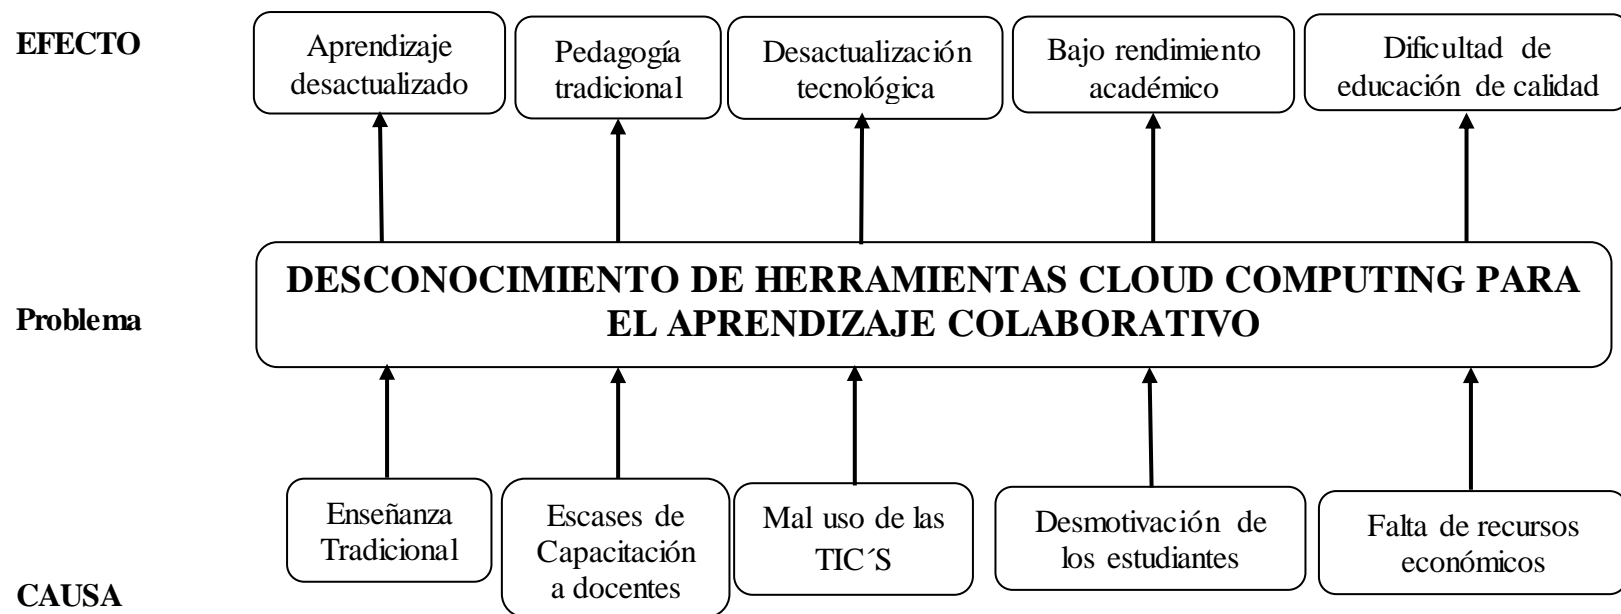 EFECTO
Aprendizaje
desactualizado
Pedagogía
tradicional
Desactualización
tecnológica
Bajo rendimiento
académico
Dificultad de
educación de calidad
Problema
DESCONOCIMIENTO DE HERRAMIENTAS CLOUD COMPUTING PARA
EL APRENDIZAJE COLABORATIVO
Enseñanza
Tradicional
Escases de
Capacitación
a docentes
Mal uso de las
TIC´S
Desmotivación de
los estudiantes
Falta de recursos
económicos
CAUSA